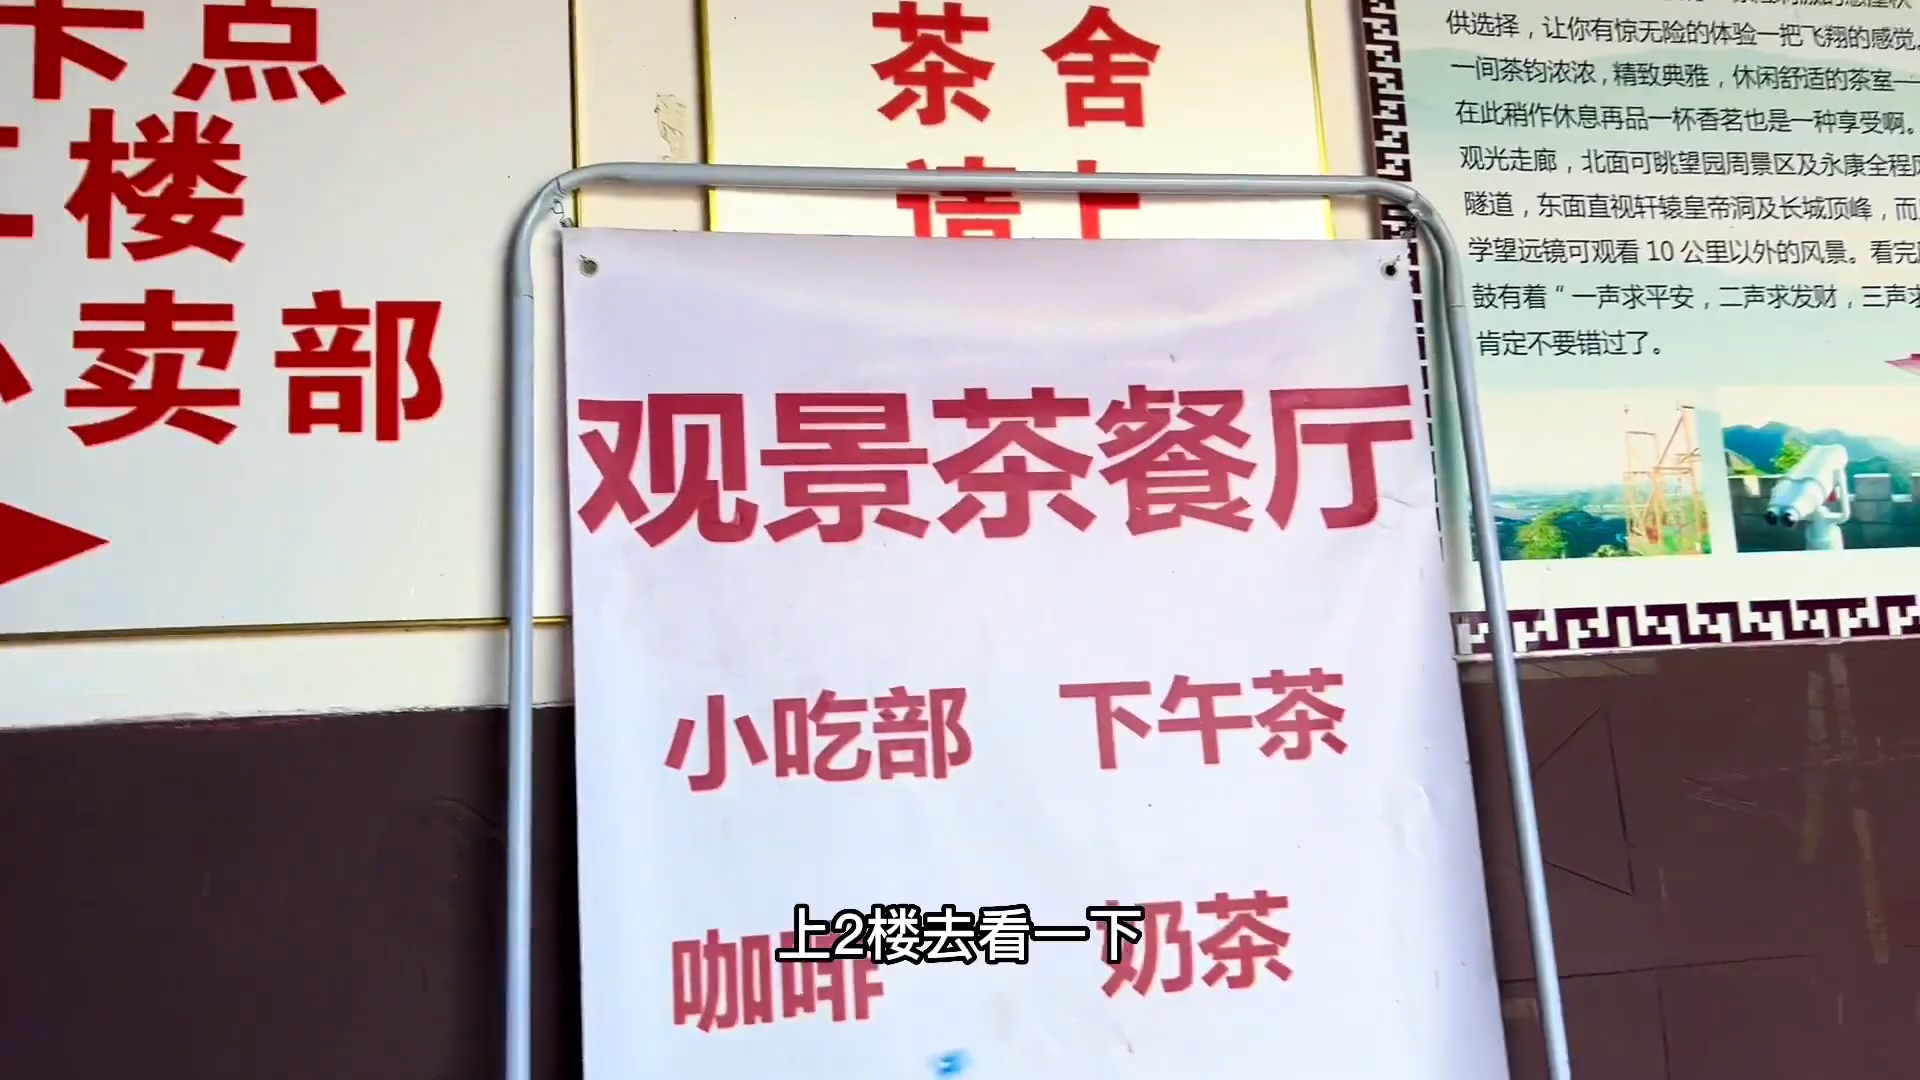 卡点
二楼
小卖部
茶舍
请上
供选择，让你有惊无险的体验一把飞翔的感觉。
一间茶钧浓浓，精致典雅，休闲舒适的茶室一
在此稍作休息再品一杯香茗也是一种享受啊。
观光走廊，北面可眺望园周景区及永康全程
隧道，东面直视轩辕皇帝洞及长城顶峰，而
学望远镜可观看10公里以外的风景。看完
鼓有着“一声求平安，二声求发财，三声求
肯定不要错过了。
观景茶餐厅
小吃部 下午茶
咖啡 奶茶
上2楼去看一下